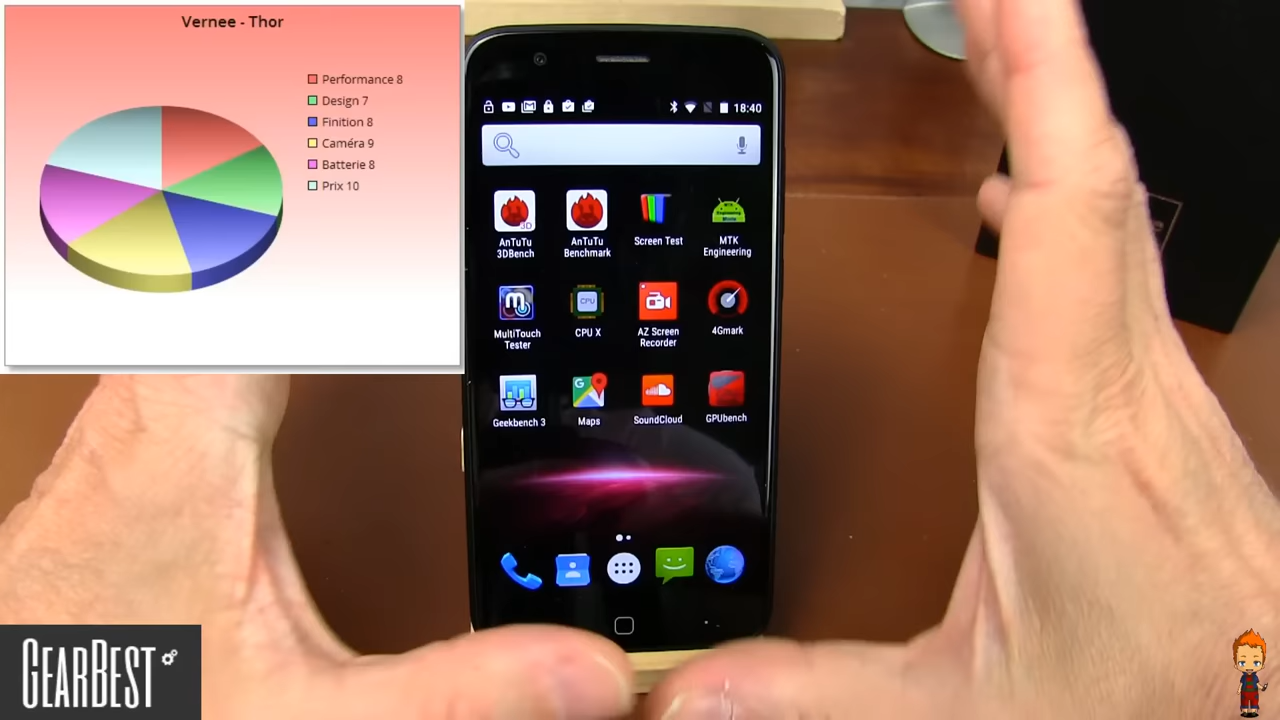 Vernee - Thor
Performance 8
Design 7
Finition 8
Caméra 9
Batterie 8
Prix 10
18:40
AnTuTu
3DBench
AnTuTu
Benchmark
Screen Test
MTK
Engineering
MultiTouch
Tester
CPU X
AZ Screen
Recorder
4Gmark
Geekbench 3
Maps
SoundCloud
GPUbench
GEARBEST